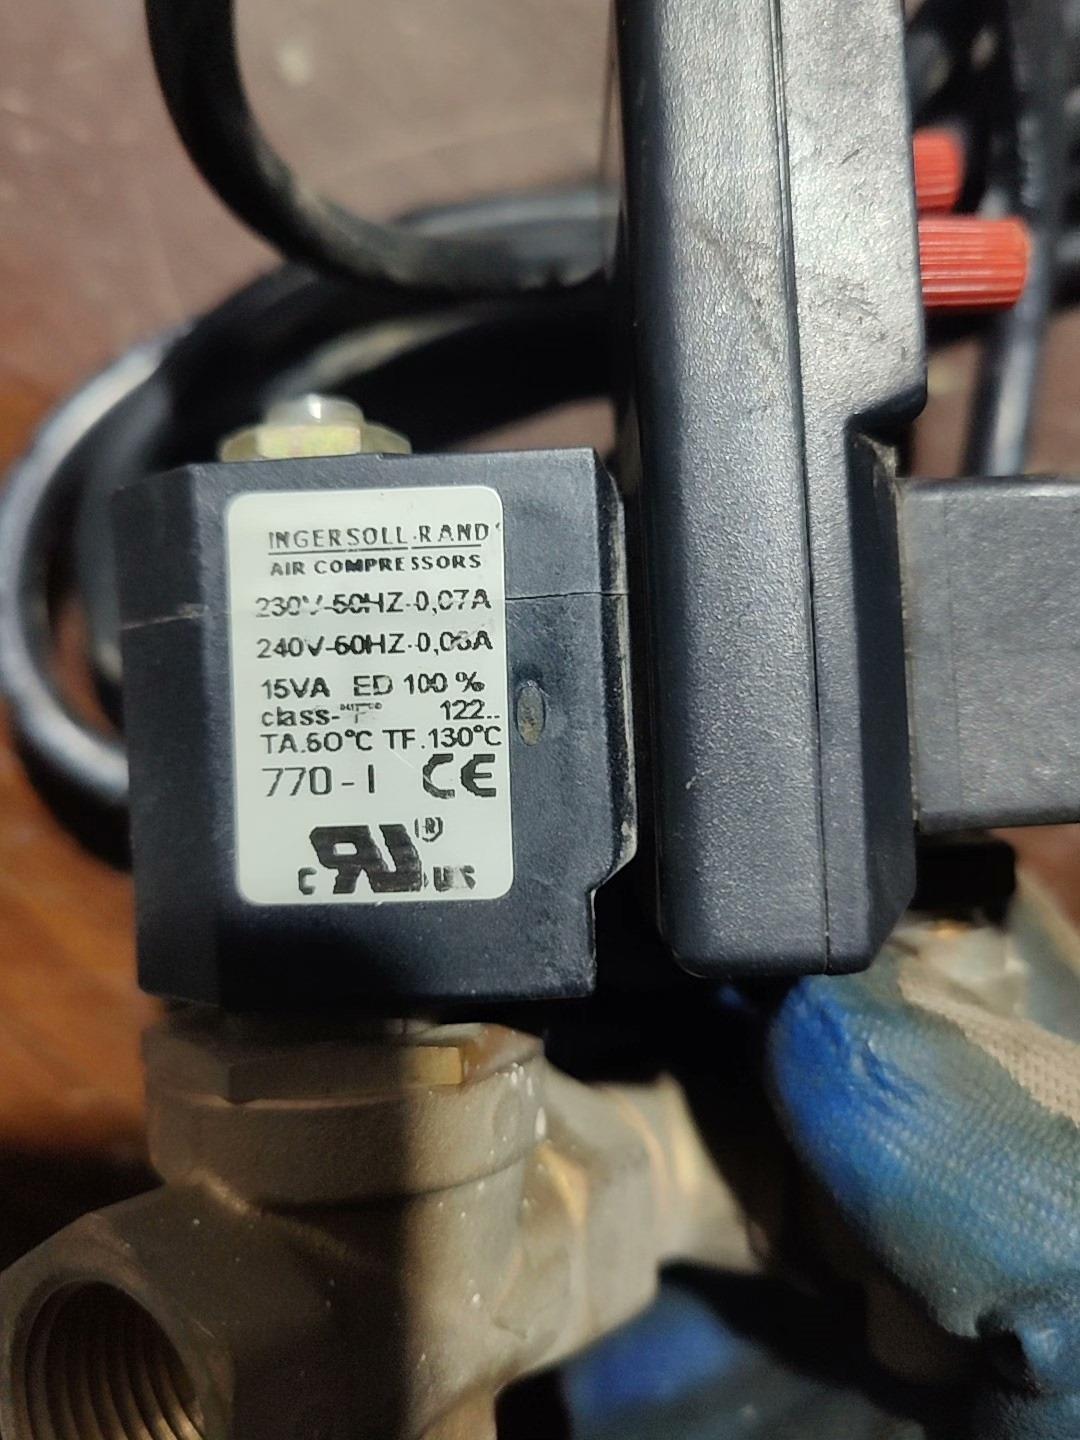 INGERSOLL·RAND
AIR COMPRESSORS
230V-50HZ-0,07A
240V-60HZ-0,06A
15VA ED 100 %
class- 122..
TA.60°C TF.130°C
770-I CE
c RU ® US